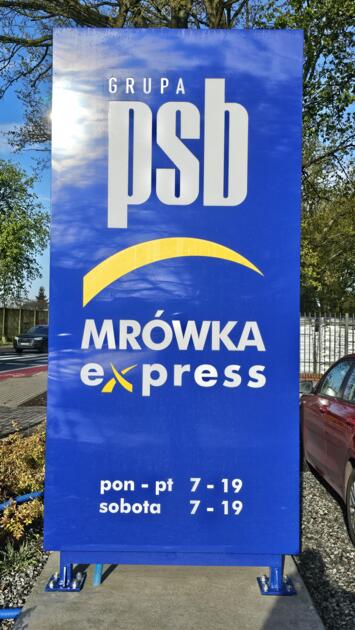 GRUPA
psb
MRÓWKA
express
pon - pt 7 - 19
sobota 7 - 19